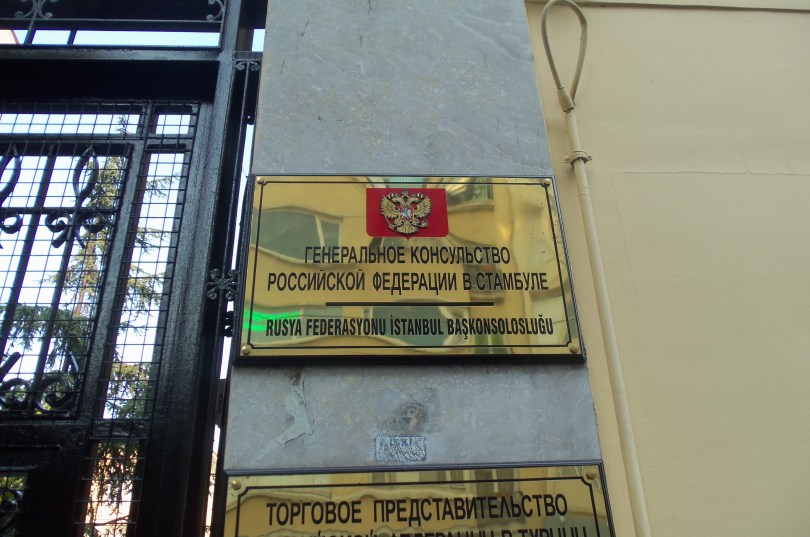 ГЕНЕРАЛЬНОЕ КОНСУЛЬСТВО
РОССИЙСКОЙ ФЕДЕРАЦИИ В СТАМБУЛЕ
RUSYA FEDERASYONU İSTANBUL BAŞKONSOLOSLUĞU
ТОРГОВОЕ ПРЕДСТАВИТЕЛЬСТВО